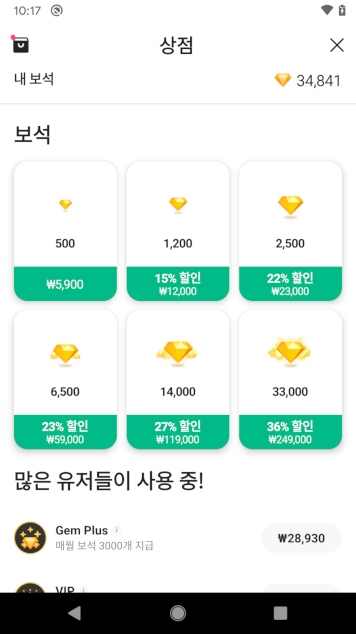 10:17
상점
내 보석
34,841
보석
500
1,200
2,500
₩5,900
15% 할인
₩12,000
22% 할인
₩23,000
6,500
14,000
33,000
23% 할인
₩59,000
27% 할인
₩119,000
36% 할인
₩249,000
많은 유저들이 사용 중!
Gem Plus
매월 보석 3000개 지급
₩28,930
VIP